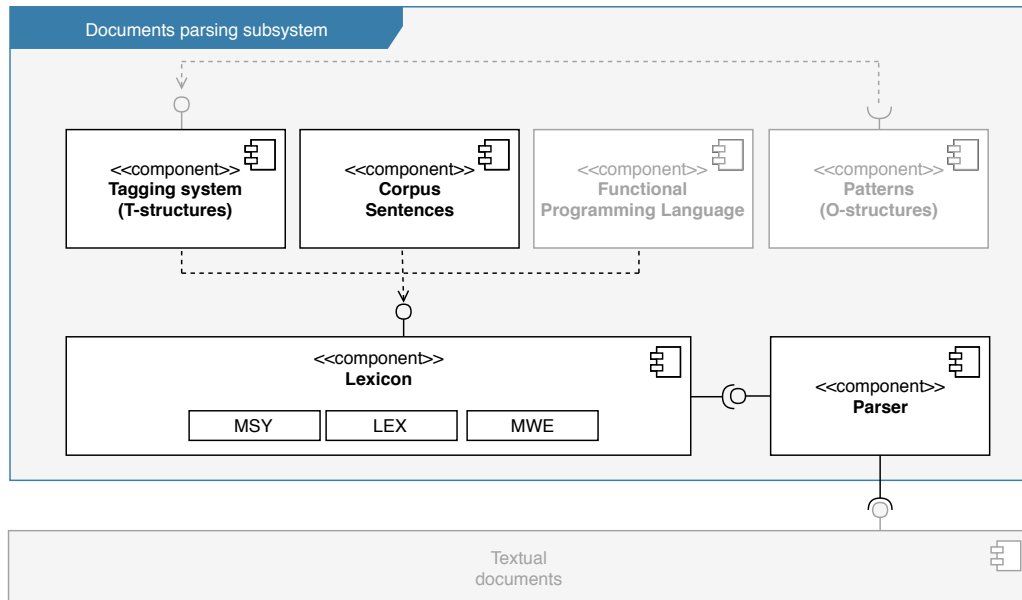 Documents parsing subsystem
<<component>>
Tagging system
(T-structures)
<<component>>
Corpus
Sentences
<<component>>
Functional
Programming Language
<<component>>
Patterns
(O-structures)
<<component>>
Lexicon
MSY
LEX
MWE
<<component>>
Parser
Textual
documents